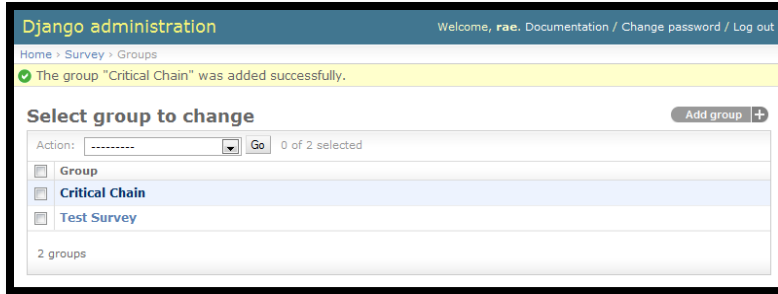 Django administration
Welcome, rae. Documentation / Change password / Log out
Home › Survey › Groups
The group "Critical Chain" was added successfully.
Select group to change
Add group +
Action: --------- Go 0 of 2 selected
Group
Critical Chain
Test Survey
2 groups